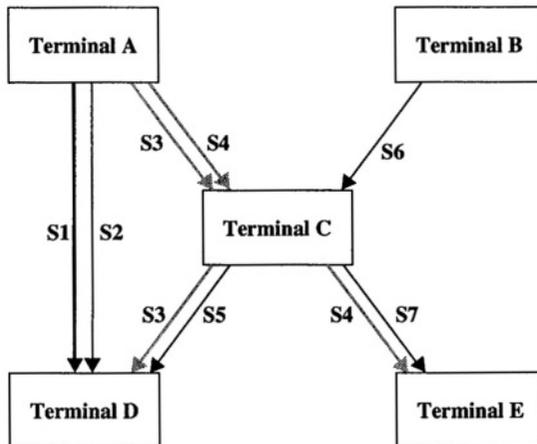 Terminal A
Terminal B
S3
S4
S6
S1
S2
Terminal C
S3
S5
S4
S7
Terminal D
Terminal E